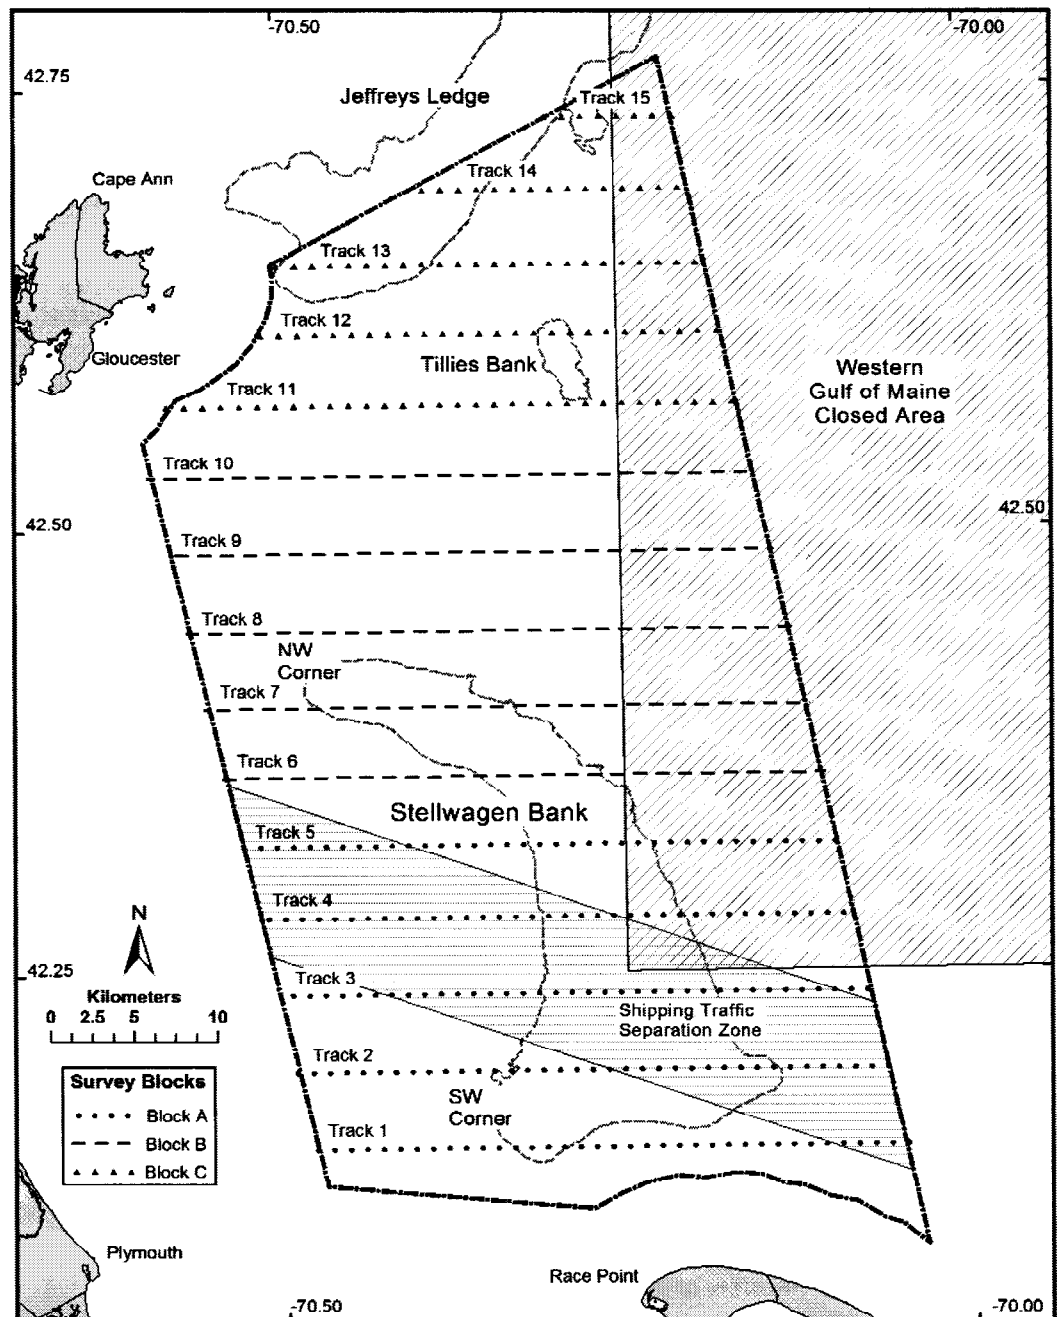 -70.50
-70.00
42.75
Jeffreys Ledge
Track 15
Cape Ann
Track 14
Track 13
Track 12
Gloucester
Tillies Bank
Western
Gulf of Maine
Closed Area
Track 11
Track 10
42.50
42.50
Track 9
Track 8
NW
Corner
Track 7
Track 6
Stellwagen Bank
Track 5
Track 4
N
42.25
Track 3
Kilometers
0 2.5 5 10
Shipping Traffic
Separation Zone
Track 2
Survey Blocks
Block A
Block B
Block C
SW
Corner
Track 1
Plymouth
Race Point
-70.50
-70.00